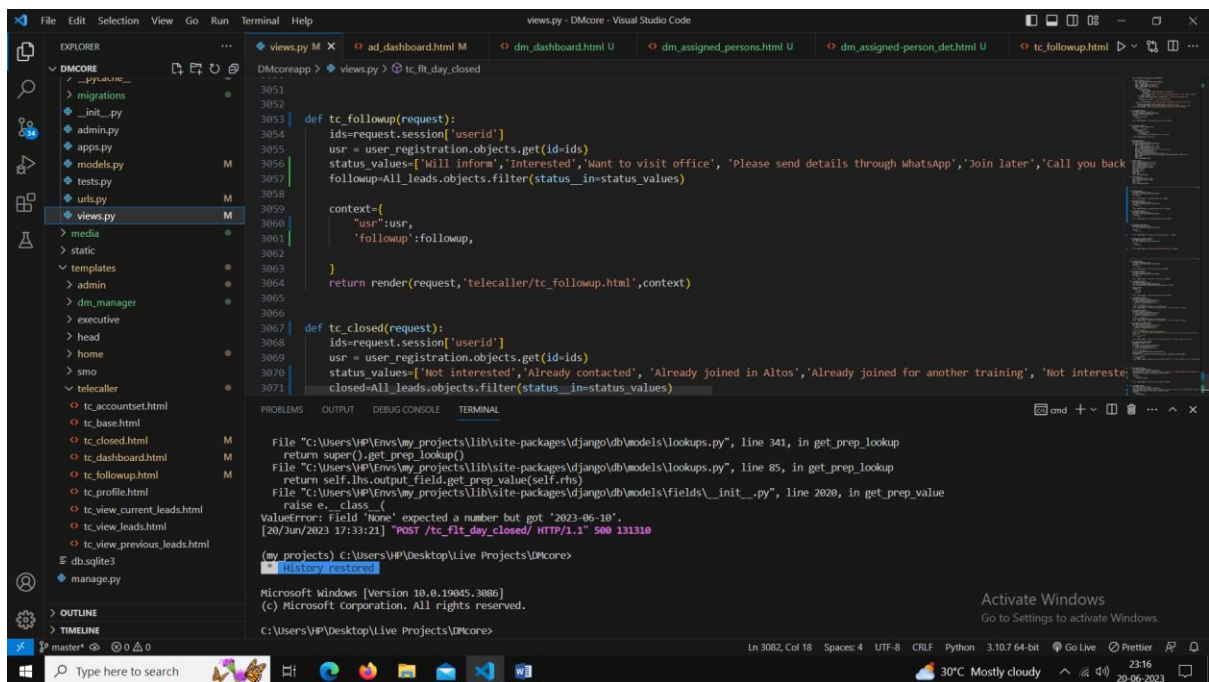 File Edit Selection View Go Run Terminal Help
views.py - DMcore - Visual Studio Code
EXPLORER
views.py M
ad_dashboard.html M
dm_dashboard.html U
dm_assigned_persons.html U
dm_assigned-person_det.html U
tc_followup.html
DMCORE
__pycache__
migrations
__init__.py
admin.py
apps.py
models.py M
tests.py
urls.py M
views.py M
media
static
templates
admin
dm_manager
executive
head
home
smo
telecaller
tc_accountset.html
tc_base.html
tc_closed.html M
tc_dashboard.html M
tc_followup.html M
tc_profile.html
tc_view_current_leads.html
tc_view_leads.html
tc_view_previous_leads.html
db.sqlite3
manage.py
OUTLINE
TIMELINE
34
DMcoreapp > views.py > tc_flt_day_closed
3051
3052
3053 def tc_followup(request):
3054 ids=request.session['userid']
3055 usr = user_registration.objects.get(id=ids)
3056 status_values=['Will inform','Interested','Want to visit office', 'Please send details through WhatsApp','Join later','Call you back
3057 followup=All_leads.objects.filter(status__in=status_values)
3058
3059 context={
3060 "usr":usr,
3061 'followup':followup,
3062
3063 }
3064 return render(request,'telecaller/tc_followup.html',context)
3065
3066
3067 def tc_closed(request):
3068 ids=request.session['userid']
3069 usr = user_registration.objects.get(id=ids)
3070 status_values=['Not interested','Already contacted', 'Already joined in Altos','Already joined for another training', 'Not intereste
3071 closed=All_leads.objects.filter(status__in=status_values)
PROBLEMS OUTPUT DEBUG CONSOLE TERMINAL
cmd
File "C:\Users\HP\Envs\my_projects\lib\site-packages\django\db\models\lookups.py", line 341, in get_prep_lookup
return super().get_prep_lookup()
File "C:\Users\HP\Envs\my_projects\lib\site-packages\django\db\models\lookups.py", line 85, in get_prep_lookup
return self.lhs.output_field.get_prep_value(self.rhs)
File "C:\Users\HP\Envs\my_projects\lib\site-packages\django\db\models\fields\__init__.py", line 2020, in get_prep_value
raise e.__class__(
ValueError: Field 'None' expected a number but got '2023-06-10'.
[20/Jun/2023 17:33:21] "POST /tc_flt_day_closed/ HTTP/1.1" 500 131310
(my_projects) C:\Users\HP\Desktop\Live Projects\DMcore>
* History restored
Microsoft Windows [Version 10.0.19045.3086]
(c) Microsoft Corporation. All rights reserved.
C:\Users\HP\Desktop\Live Projects\DMcore>
Activate Windows
Go to Settings to activate Windows.
master* 0 0
Ln 3082, Col 18 Spaces: 4 UTF-8 CRLF Python 3.10.7 64-bit Go Live Prettier
Type here to search
30°C Mostly cloudy
23:16
20-06-2023